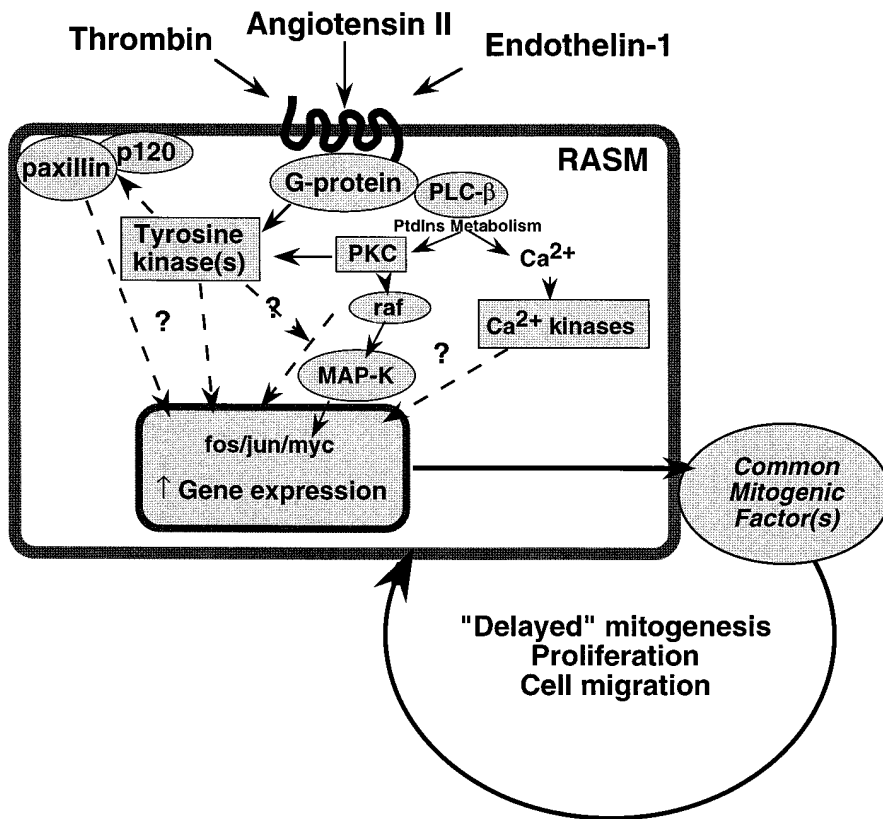 Thrombin
Angiotensin II
Endothelin-1
RASM
paxillin
p120
G-protein
PLC-β
PtdIns Metabolism
Tyrosine
kinase(s)
PKC
Ca2+
raf
Ca2+ kinases
?
?
?
MAP-K
fos/jun/myc
↑ Gene expression
Common
Mitogenic
Factor(s)
"Delayed" mitogenesis
Proliferation
Cell migration